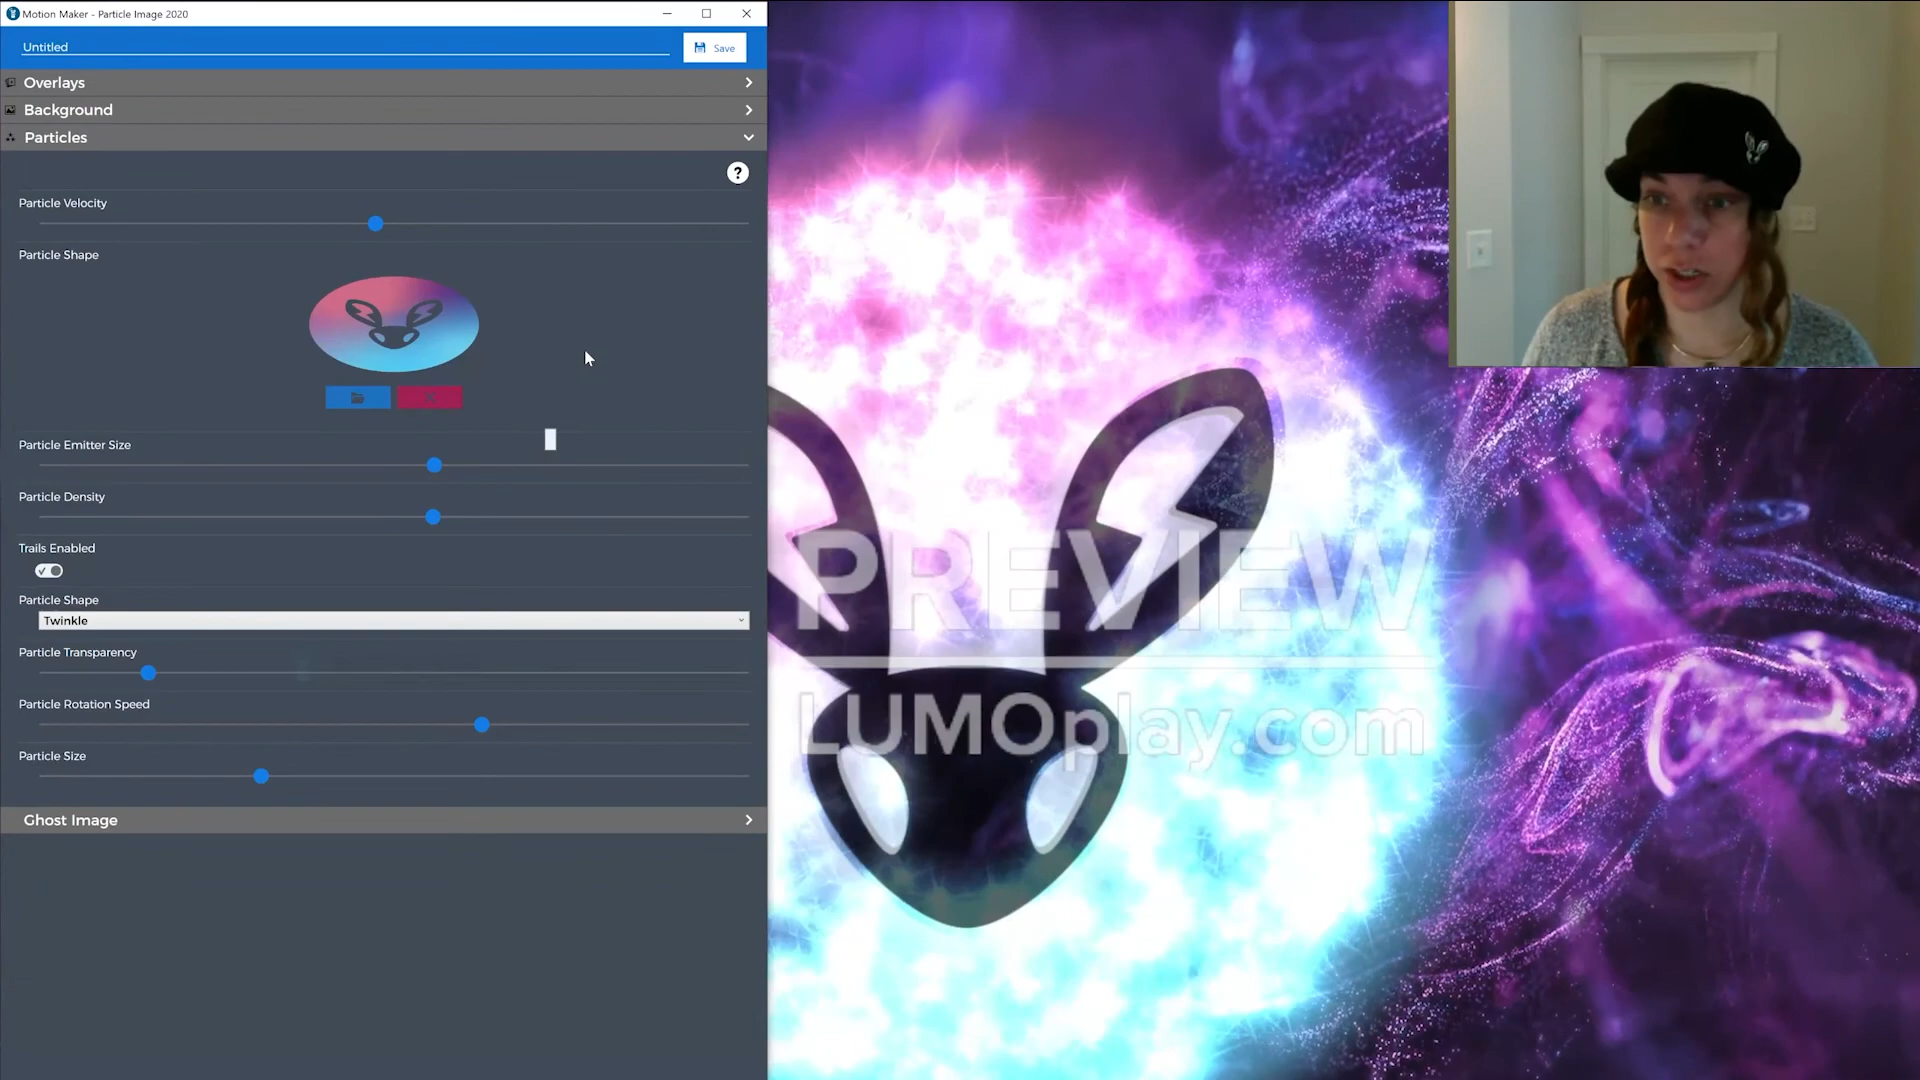 Motion Maker - Particle Image 2020
Untitled
Save
Overlays
Background
Particles
?
Particle Velocity
Particle Shape
Particle Emitter Size
Particle Density
Trails Enabled
Particle Shape
Twinkle
Particle Transparency
Particle Rotation Speed
Particle Size
Ghost Image
PREVIEW
LUMOplay.com